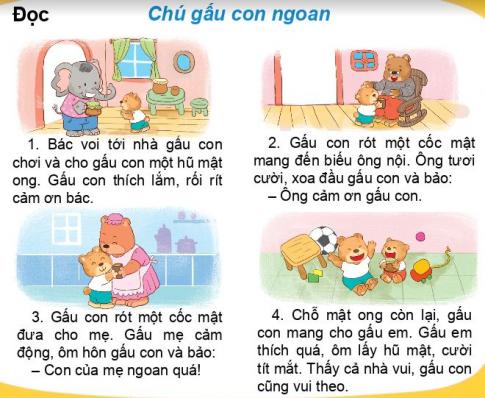 Đọc
Chú gấu con ngoan
1. Bác voi tới nhà gấu con
chơi và cho gấu con một hũ mật
ong. Gấu con thích lắm, rối rít
cảm ơn bác.
2. Gấu con rót một cốc mật
mang đến biếu ông nội. Ông tươi
cười, xoa đầu gấu con và bảo:
– Ông cảm ơn gấu con.
3. Gấu con rót một cốc mật
đưa cho mẹ. Gấu mẹ cảm
động, ôm hôn gấu con và bảo:
– Con của mẹ ngoan quá!
4. Chỗ mật ong còn lại, gấu
con mang cho gấu em. Gấu em
thích quá, ôm lấy hũ mật, cười
tít mắt. Thấy cả nhà vui, gấu con
cũng vui theo.